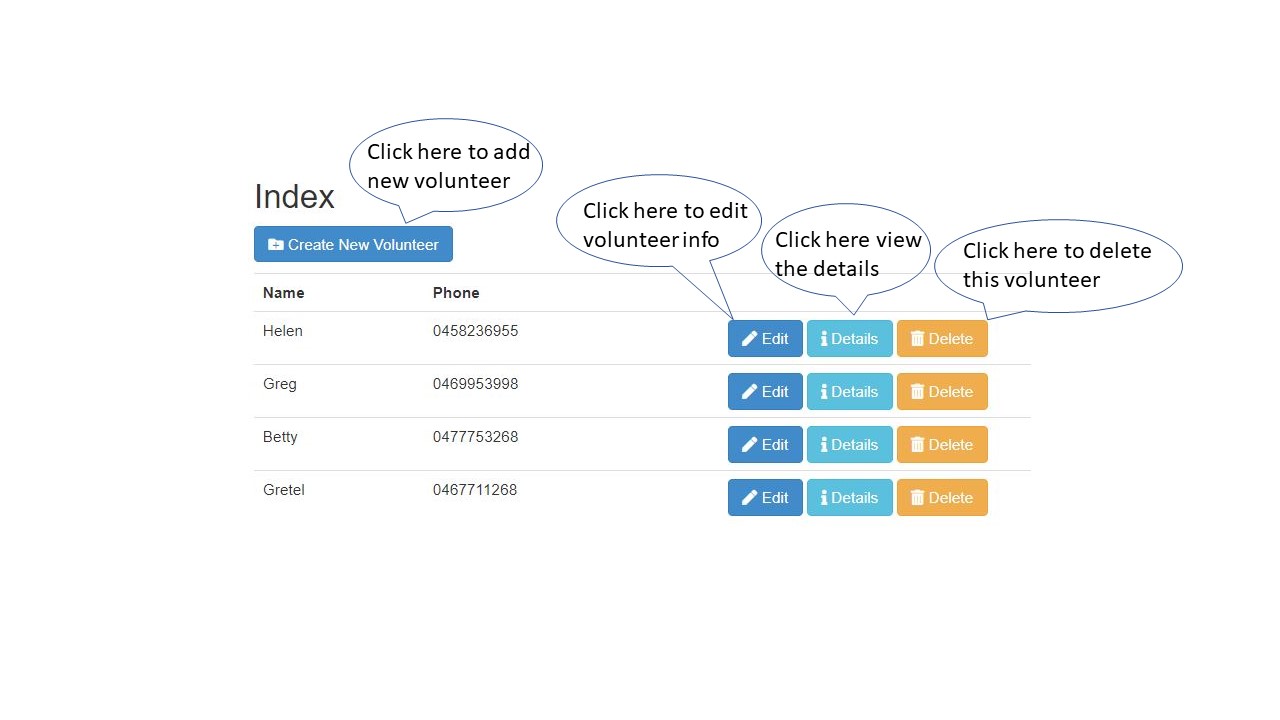 Click here to add
new volunteer
Index
Click here to edit
volunteer info
Click here view
the details
Click here to delete
this volunteer
Create New Volunteer
Name Phone
Helen 0458236955 Edit Details Delete
Greg 0469953998 Edit Details Delete
Betty 0477753268 Edit Details Delete
Gretel 0467711268 Edit Details Delete